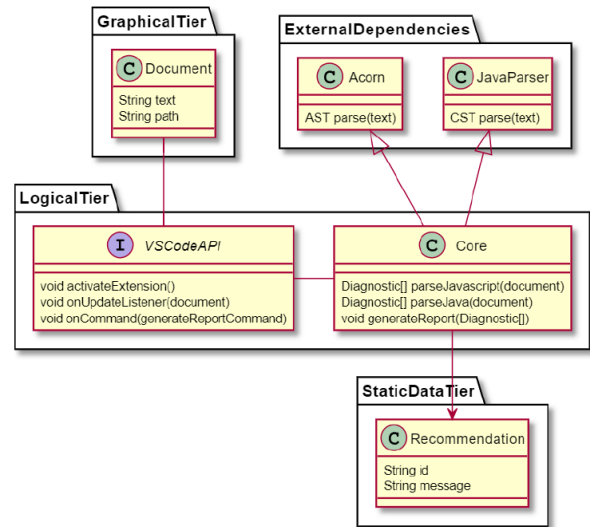 GraphicalTier
C Document
String text
String path
ExternalDependencies
C Acorn
AST parse(text)
C JavaParser
CST parse(text)
LogicalTier
I VSCodeAPI
void activateExtension()
void onUpdateListener(document)
void onCommand(generateReportCommand)
C Core
Diagnostic[] parseJavascript(document)
Diagnostic[] parseJava(document)
void generateReport(Diagnostic[])
StaticDataTier
C Recommendation
String id
String message